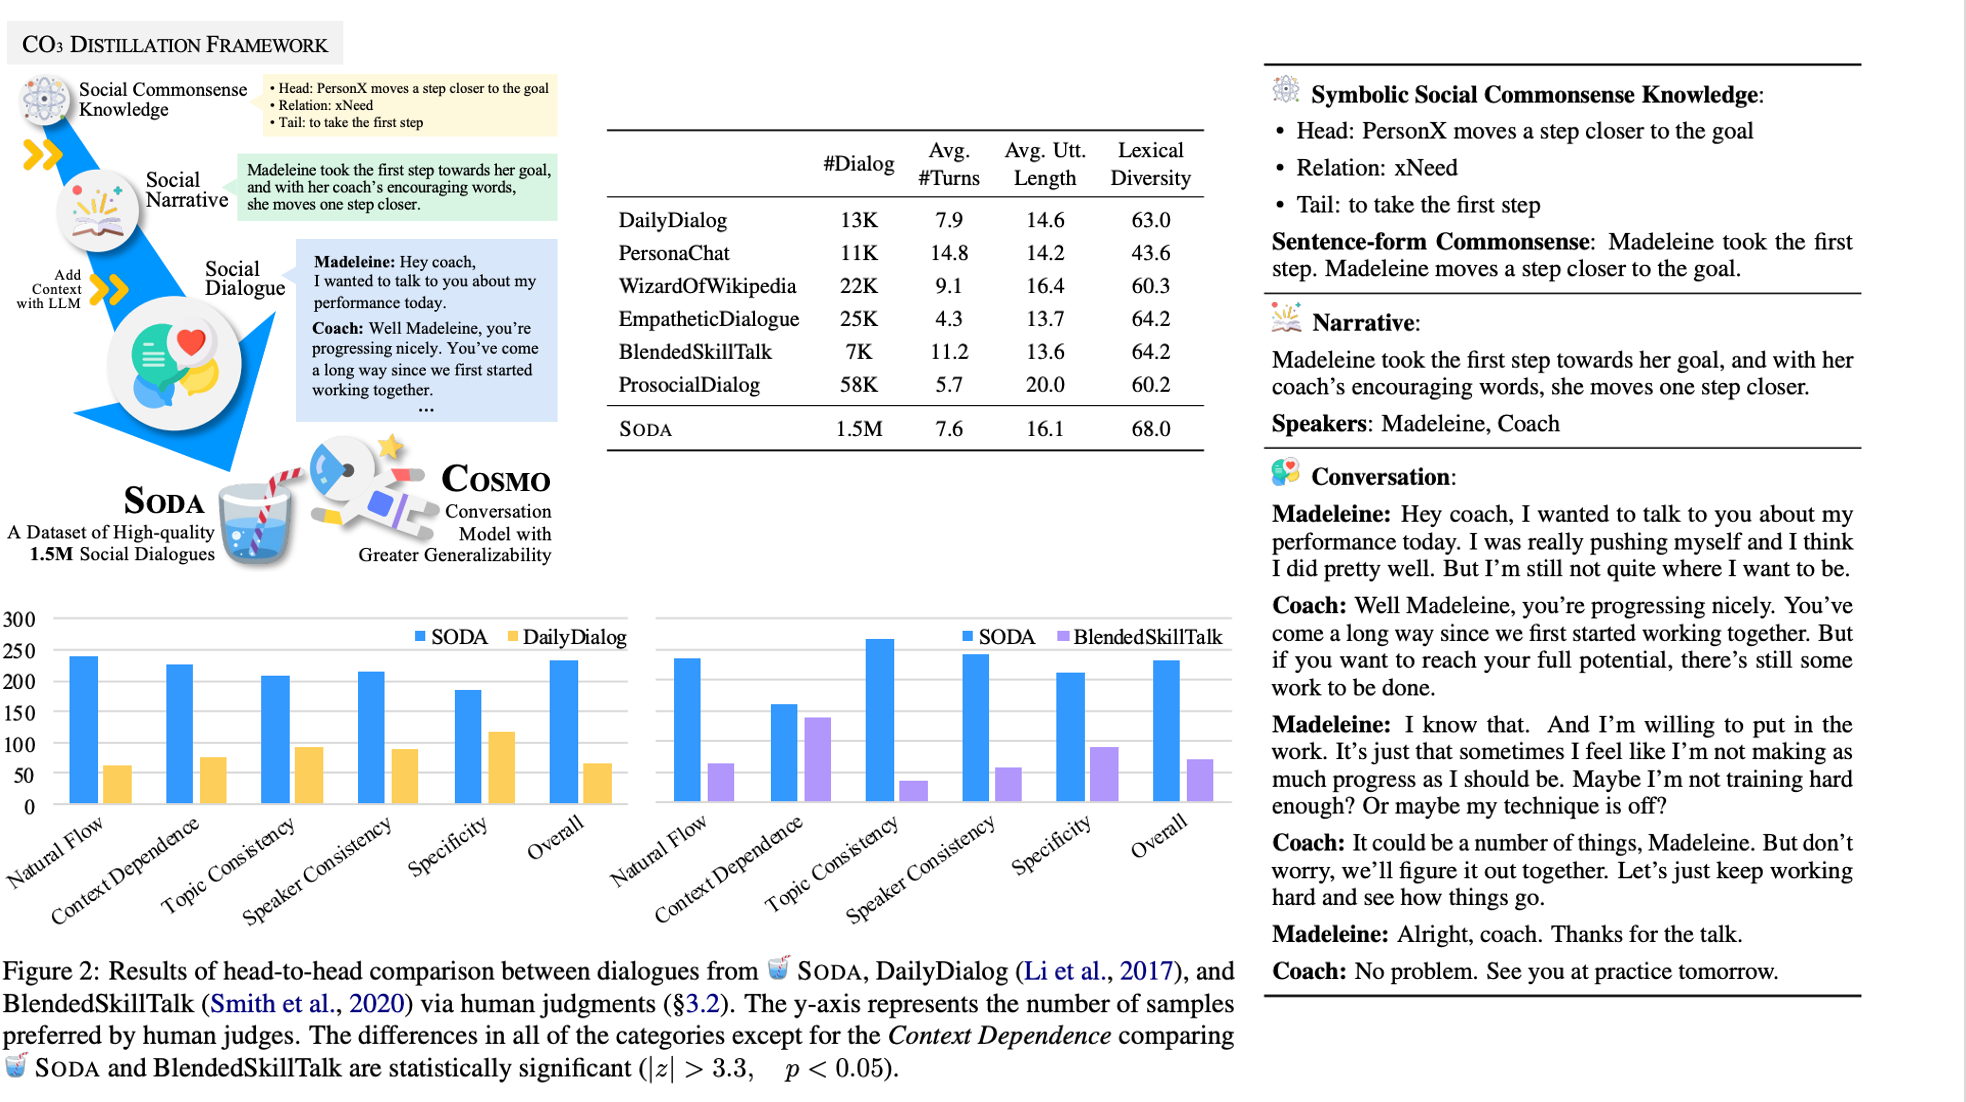 CO3 DISTILLATION FRAMEWORK
Social Commonsense
Knowledge
• Head: PersonX moves a step closer to the goal
• Relation: xNeed
• Tail: to take the first step
Social
Narrative
Madeleine took the first step towards her goal,
and with her coach's encouraging words,
she moves one step closer.
Add
Context
with LLM
Social
Dialogue
Madeleine: Hey coach,
I wanted to talk to you about my
performance today.
Coach: Well Madeleine, you're
progressing nicely. You've come
a long way since we first started
working together.
...
SODA
A Dataset of High-quality
1.5M Social Dialogues
COSMO
Conversation
Model with
Greater Generalizability
#Dialog Avg. #Turns Avg. Utt. Length Lexical Diversity
DailyDialog 13K 7.9 14.6 63.0
PersonaChat 11K 14.8 14.2 43.6
WizardOfWikipedia 22K 9.1 16.4 60.3
EmpatheticDialogue 25K 4.3 13.7 64.2
BlendedSkillTalk 7K 11.2 13.6 64.2
ProsocialDialog 58K 5.7 20.0 60.2
SODA 1.5M 7.6 16.1 68.0
300
250
200
150
100
50
0
SODA DailyDialog
Natural Flow
Context Dependence
Topic Consistency
Speaker Consistency
Specificity
Overall
SODA BlendedSkillTalk
Natural Flow
Context Dependence
Topic Consistency
Speaker Consistency
Specificity
Overall
Figure 2: Results of head-to-head comparison between dialogues from SODA, DailyDialog (Li et al., 2017), and
BlendedSkillTalk (Smith et al., 2020) via human judgments (§3.2). The y-axis represents the number of samples
preferred by human judges. The differences in all of the categories except for the Context Dependence comparing
SODA and BlendedSkillTalk are statistically significant (|z| > 3.3, p < 0.05).
Symbolic Social Commonsense Knowledge:
• Head: PersonX moves a step closer to the goal
• Relation: xNeed
• Tail: to take the first step
Sentence-form Commonsense: Madeleine took the first
step. Madeleine moves a step closer to the goal.
Narrative:
Madeleine took the first step towards her goal, and with her
coach's encouraging words, she moves one step closer.
Speakers: Madeleine, Coach
Conversation:
Madeleine: Hey coach, I wanted to talk to you about my
performance today. I was really pushing myself and I think
I did pretty well. But I'm still not quite where I want to be.
Coach: Well Madeleine, you're progressing nicely. You've
come a long way since we first started working together. But
if you want to reach your full potential, there's still some
work to be done.
Madeleine: I know that. And I'm willing to put in the
work. It's just that sometimes I feel like I'm not making as
much progress as I should be. Maybe I'm not training hard
enough? Or maybe my technique is off?
Coach: It could be a number of things, Madeleine. But don't
worry, we'll figure it out together. Let's just keep working
hard and see how things go.
Madeleine: Alright, coach. Thanks for the talk.
Coach: No problem. See you at practice tomorrow.